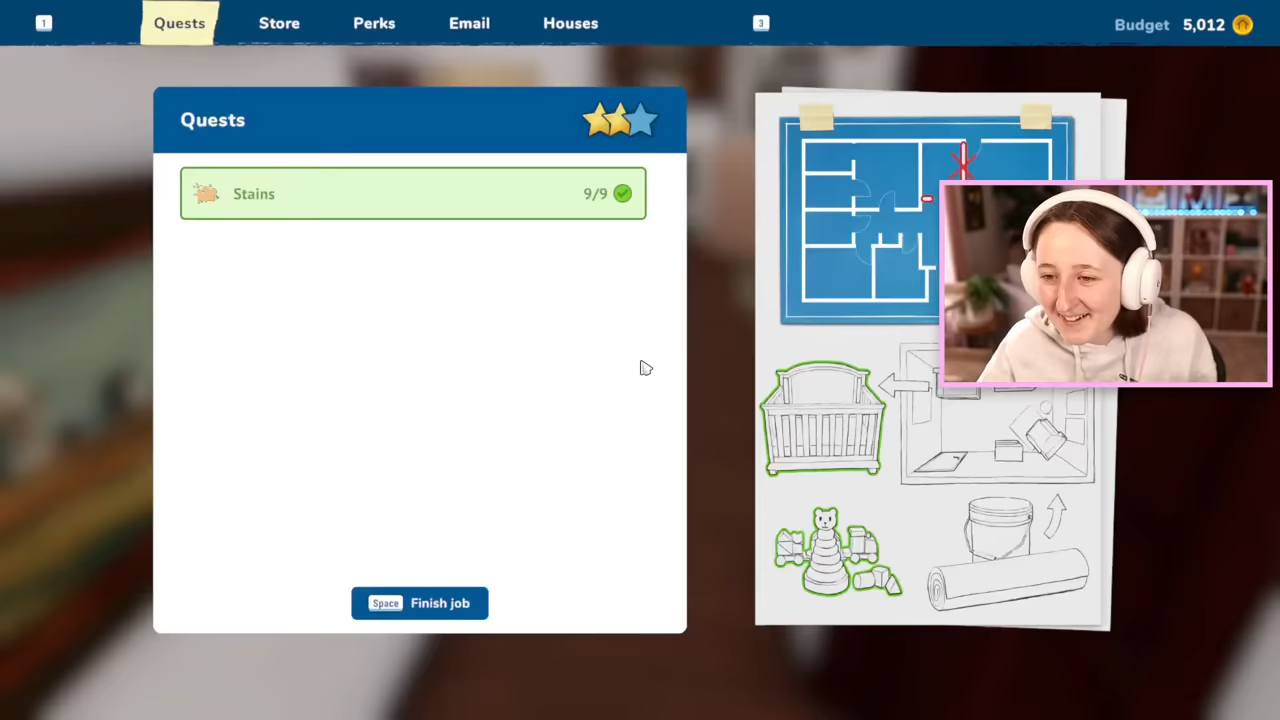 1 Quests Store Perks Email Houses 3 Budget 5,012
Quests
Stains 9/9
Space Finish job